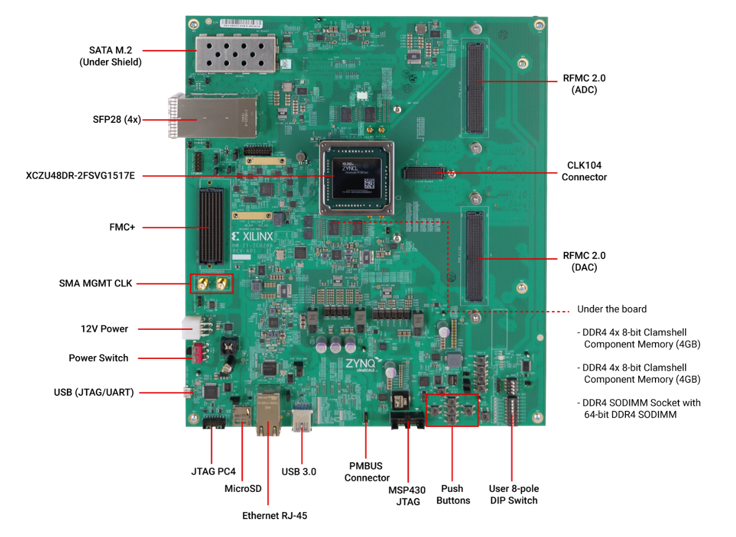 SATA M.2
(Under Shield)
RFMC 2.0
(ADC)
SFP28 (4x)
CLK104
Connector
XCZU48DR-2FSVG1517E
XILINX
ZYNQ
FMC+
XILINX
RFMC 2.0
(DAC)
SMA MGMT CLK
Under the board
12V Power
- DDR4 4x 8-bit Clamshell
Component Memory (4GB)
Power Switch
ZYNQ
- DDR4 4x 8-bit Clamshell
Component Memory (4GB)
USB (JTAG/UART)
- DDR4 SODIMM Socket with
64-bit DDR4 SODIMM
JTAG PC4
MicroSD
Ethernet RJ-45
USB 3.0
PMBUS
Connector
MSP430
JTAG
Push
Buttons
User 8-pole
DIP Switch